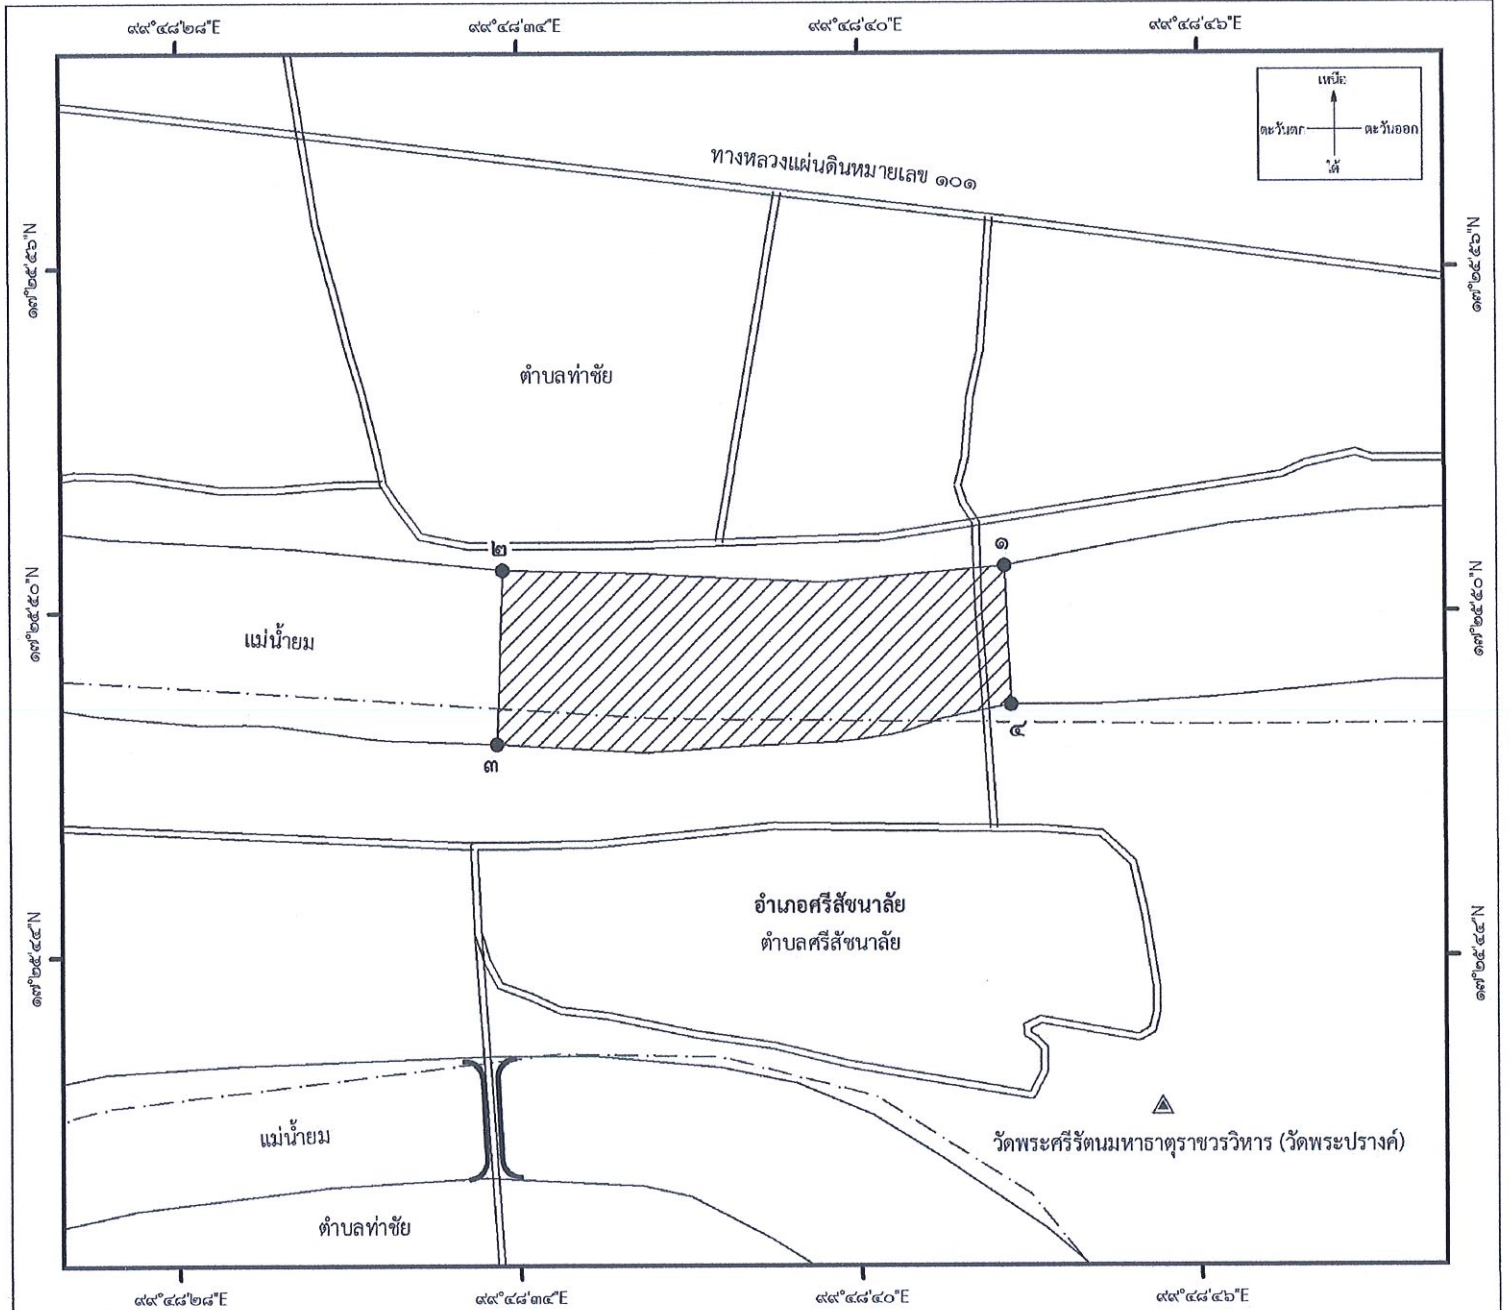 ๙๙°๔๘'๒๘"E ๙๙°๔๘'๓๔"E ๙๙°๔๘'๔๐"E ๙๙°๔๘'๔๖"E
เหนือ
ตะวันตก ตะวันออก
ใต้
ทางหลวงแผ่นดินหมายเลข ๑๐๑
๑๗°๒๕'๕๖"N ๑๗°๒๕'๕๖"N
ตำบลท่าชัย
๒ ๑
๑๗°๒๕'๕๐"N ๑๗°๒๕'๕๐"N
แม่น้ำยม
๓ ๔
อำเภอศรีสัชนาลัย
ตำบลศรีสัชนาลัย
๑๗°๒๕'๔๔"N ๑๗°๒๕'๔๔"N
แม่น้ำยม
วัดพระศรีรัตนมหาธาตุราชวรวิหาร (วัดพระปรางค์)
ตำบลท่าชัย
๙๙°๔๘'๒๘"E ๙๙°๔๘'๓๔"E ๙๙°๔๘'๔๐"E ๙๙°๔๘'๔๖"E